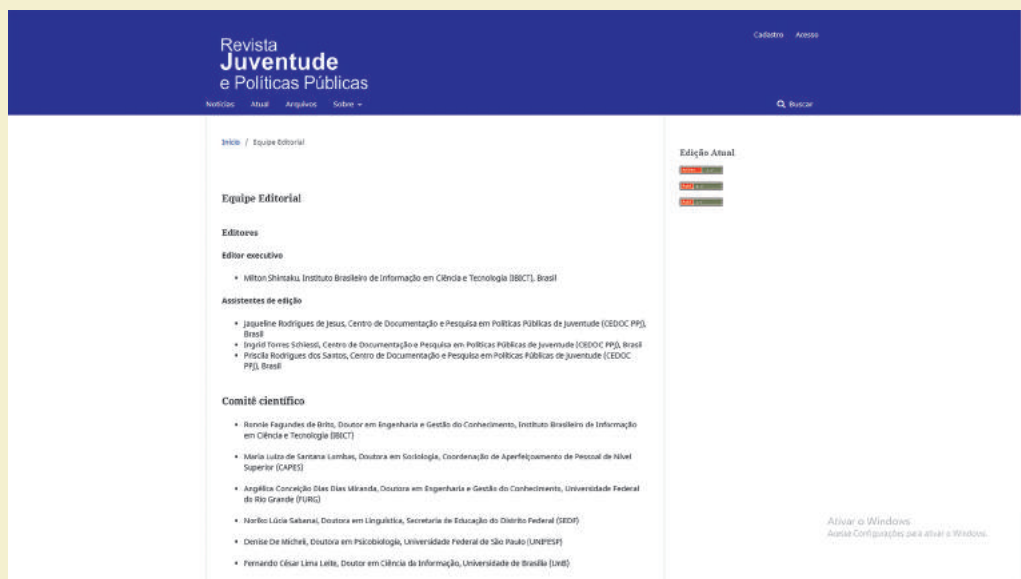 Cadastro Acesso
Revista
Juventude
e Políticas Públicas
Notícias Atual Arquivos Sobre
Buscar
Início / Equipe Editorial
Edição Atual
Equipe Editorial
Editores
Editor executivo
Milton Shintaku, Instituto Brasileiro de Informação em Ciência e Tecnologia (IBICT), Brasil
Assistentes de edição
Jaqueline Rodrigues de Jesus, Centro de Documentação e Pesquisa em Políticas Públicas de Juventude (CEDOC PPJ),
Brasil
Ingrid Torres Schiessl, Centro de Documentação e Pesquisa em Políticas Públicas de Juventude (CEDOC PPJ), Brasil
Priscila Rodrigues dos Santos, Centro de Documentação e Pesquisa em Políticas Públicas de Juventude (CEDOC
PPJ), Brasil
Comitê científico
Ronnie Fagundes de Brito, Doutor em Engenharia e Gestão do Conhecimento, Instituto Brasileiro de Informação
em Ciência e Tecnologia (IBICT)
Maria Luiza de Santana Lombas, Doutora em Sociologia, Coordenação de Aperfeiçoamento de Pessoal de Nível
Superior (CAPES)
Angélica Conceição Dias Dias Miranda, Doutora em Engenharia e Gestão do Conhecimento, Universidade Federal
do Rio Grande (FURG)
Noriko Lúcia Sabanai, Doutora em Linguística, Secretaria de Educação do Distrito Federal (SEDF)
Denise De Micheli, Doutora em Psicobiologia, Universidade Federal de São Paulo (UNIFESP)
Fernando César Lima Leite, Doutor em Ciência da Informação, Universidade de Brasília (UnB)
Ativar o Windows
Acesse Configurações para ativar o Windows.